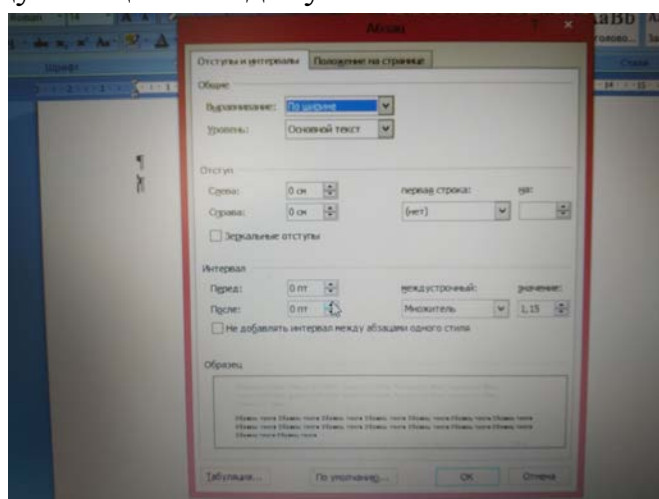 14
Абзац
Отступы и интервалы
Положение на странице
Общие
Выравнивание: По ширине
Уровень: Основной текст
Отступ
Слева: 0 см
первая строка:
на:
Справа: 0 см
(нет)
Зеркальные отступы
Интервал
Перед: 0 пт
междустрочный:
значение:
После: 0 пт
Множитель
1,15
Не добавлять интервал между абзацами одного стиля
Образец
Табуляция...
По умолчанию...
ОК
Отмена
Шрифт